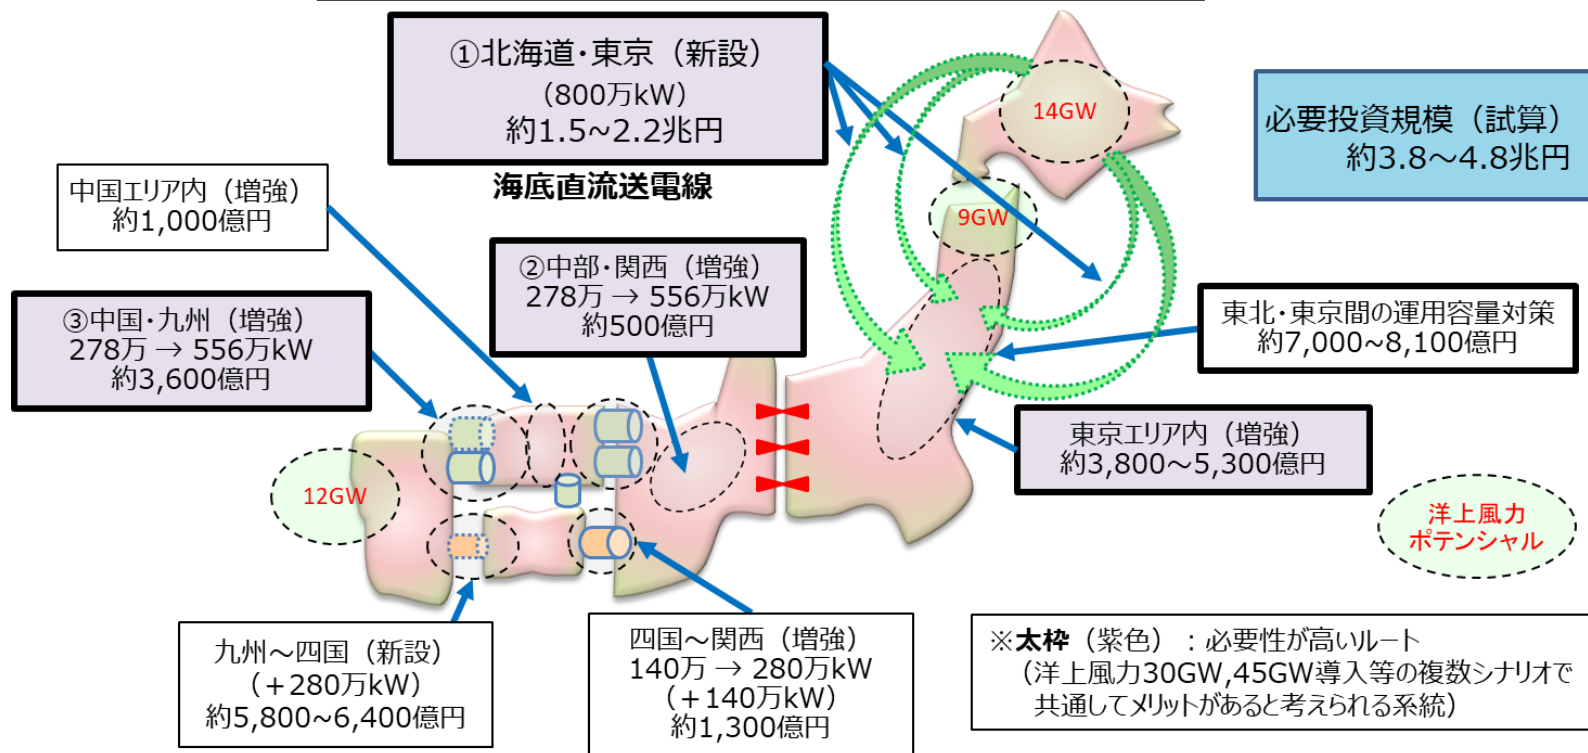 ①北海道・東京（新設）
（800万kW）
約1.5~2.2兆円
海底直流送電線
14GW
必要投資規模（試算）
約3.8～4.8兆円
中国エリア内（増強）
約1,000億円
9GW
②中部・関西（増強）
278万 → 556万kW
約500億円
③中国・九州（増強）
278万 → 556万kW
約3,600億円
東北・東京間の運用容量対策
約7,000~8,100億円
東京エリア内（増強）
約3,800～5,300億円
12GW
洋上風力
ポテンシャル
九州～四国（新設）
（＋280万kW）
約5,800~6,400億円
四国～関西（増強）
140万 → 280万kW
（＋140万kW）
約1,300億円
※太枠（紫色）：必要性が高いルート
（洋上風力30GW,45GW導入等の複数シナリオで
共通してメリットがあると考えられる系統）